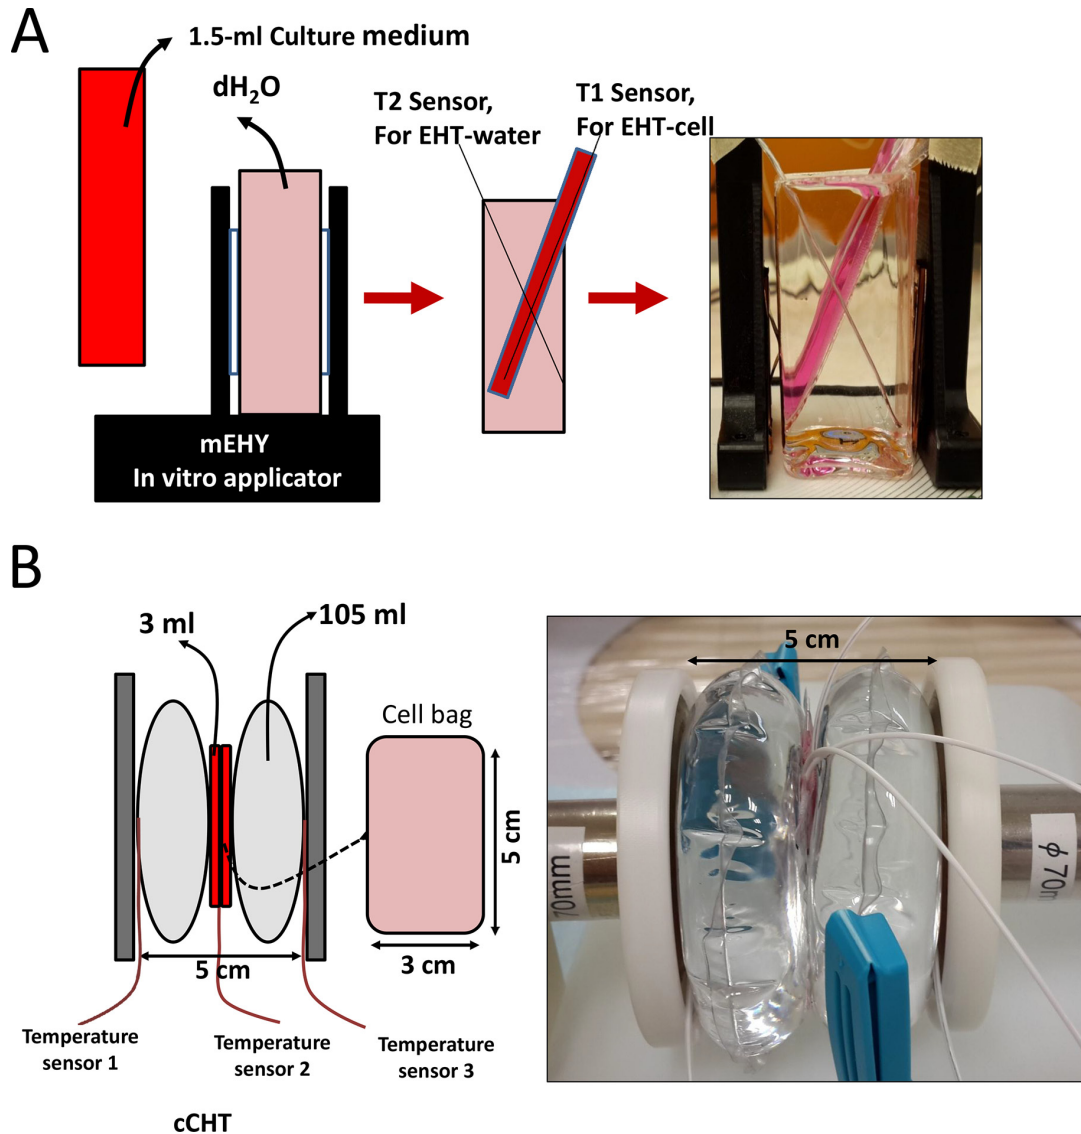 A
1.5-ml Culture medium
dH₂O
T2 Sensor,
For EHT-water
T1 Sensor,
For EHT-cell
mEHY
In vitro applicator
B
3 ml
105 ml
Cell bag
5 cm
3 cm
5 cm
Temperature
sensor 1
Temperature
sensor 2
Temperature
sensor 3
cCHT
5 cm
70mm
ϕ 70m